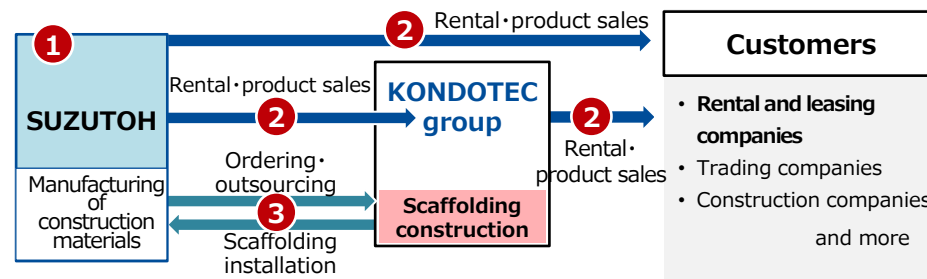 1
SUZUTOH
Manufacturing
of
construction
materials
Rental・product sales
2
Rental・product sales
2
Ordering・
outsourcing
3
Scaffolding
installation
KONDOTEC
group
Scaffolding
construction
2
Rental・
product sales
Customers
• Rental and leasing
companies
• Trading companies
• Construction companies
and more